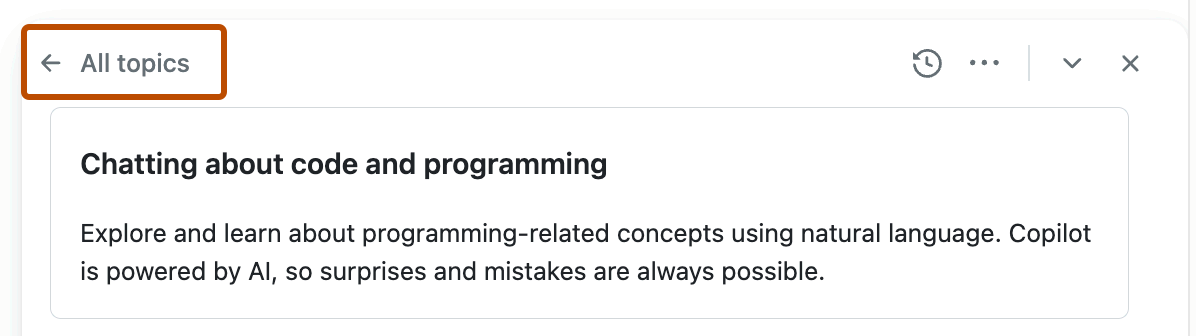 All topics
Chatting about code and programming
Explore and learn about programming-related concepts using natural language. Copilot
is powered by AI, so surprises and mistakes are always possible.